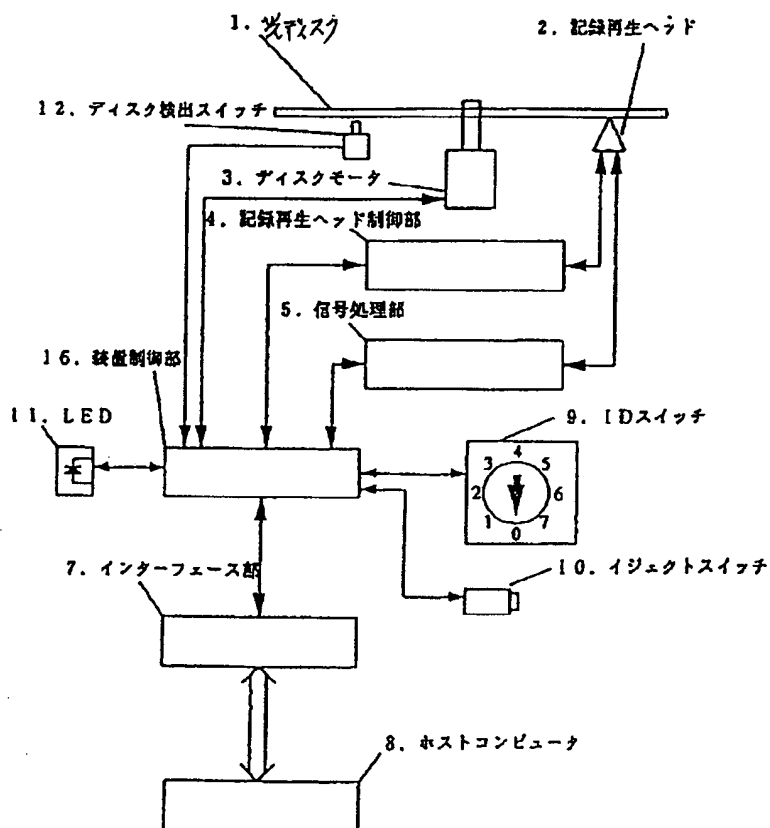 1. 光ディスク
2. 記録再生ヘッド
12. ディスク検出スイッチ
3. ディスクモータ
4. 記録再生ヘッド制御部
5. 信号処理部
16. 装置制御部
11. LED
9. IDスイッチ
4
3 5
2 6
1 7
0
7. インターフェース部
10. イジェクトスイッチ
8. ホストコンピュータ